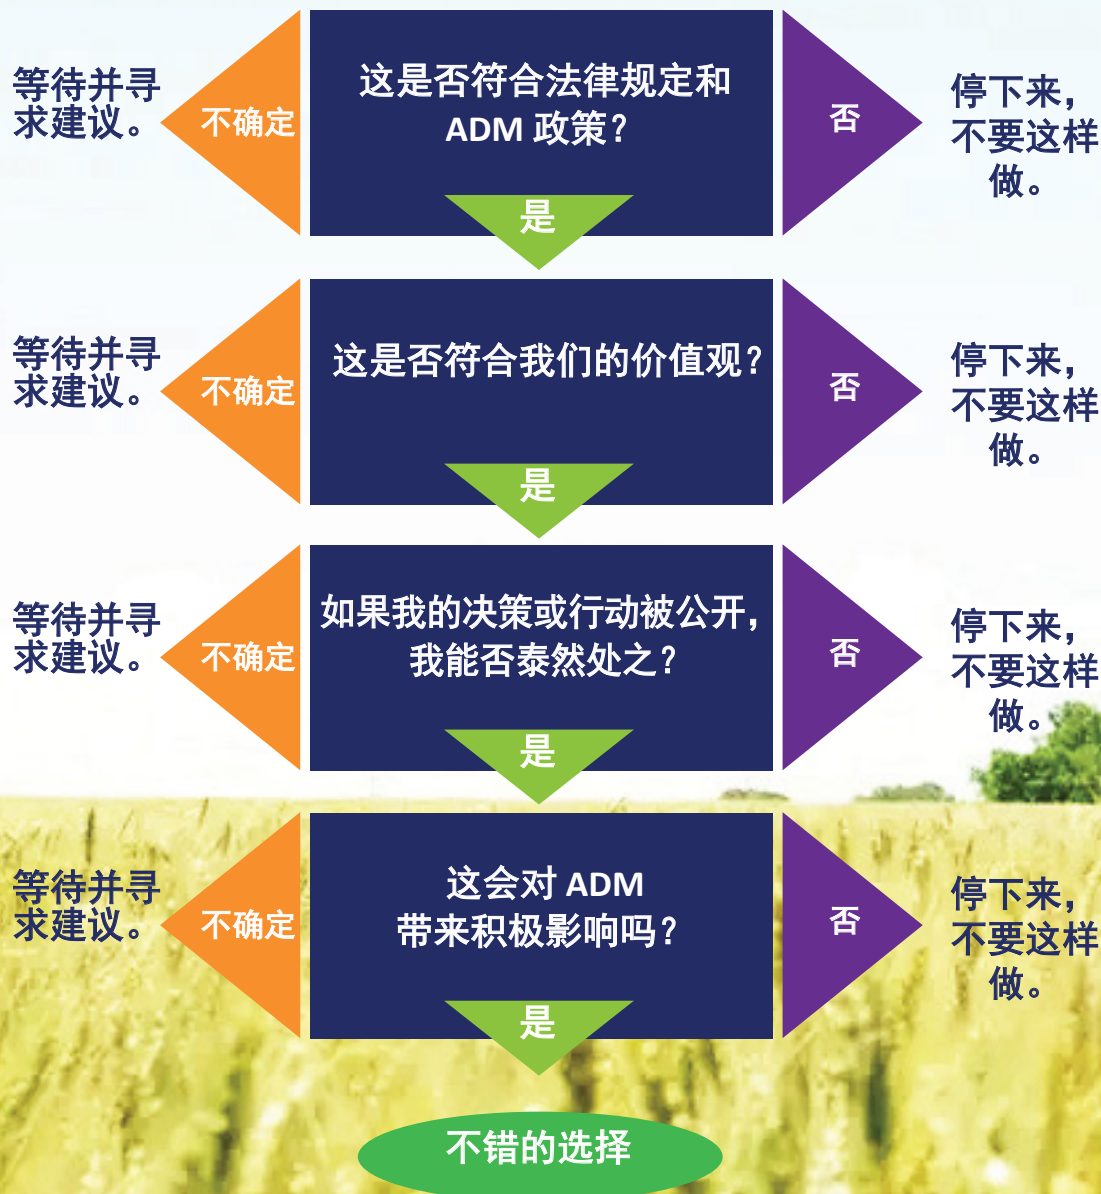 等待并寻
求建议。
不确定
这是否符合法律规定和
ADM 政策？
是
否
停下来，
不要这样
做。
等待并寻
求建议。
不确定
这是否符合我们的价值观？
是
否
停下来，
不要这样
做。
等待并寻
求建议。
不确定
如果我的决策或行动被公开，
我能否泰然处之？
是
否
停下来，
不要这样
做。
等待并寻
求建议。
不确定
这会对 ADM
带来积极影响吗？
是
否
停下来，
不要这样
做。
不错的选择